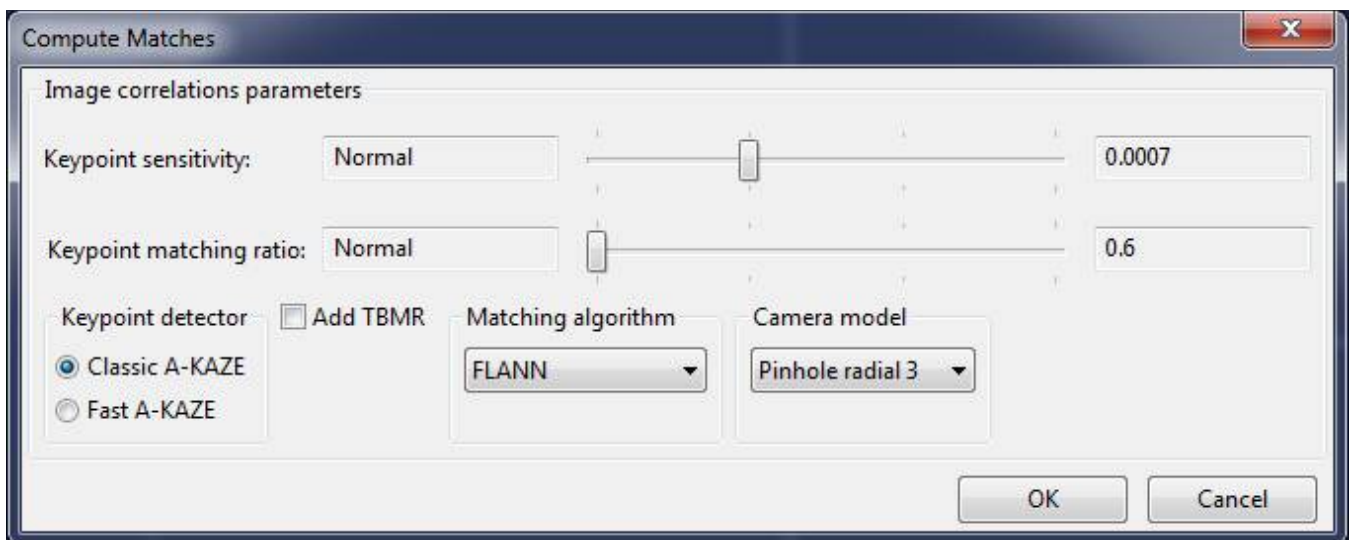 Compute Matches
Image correlations parameters
Keypoint sensitivity: Normal 0.0007
Keypoint matching ratio: Normal 0.6
Keypoint detector Add TBMR Matching algorithm Camera model
Classic A-KAZE FLANN Pinhole radial 3
Fast A-KAZE
OK Cancel